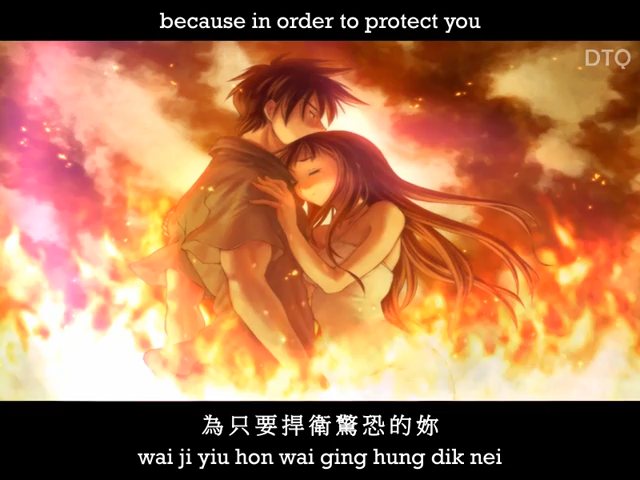 because in order to protect you
DTQ
為只要捍衛驚恐的妳
wai ji yiu hon wai ging hung dik nei